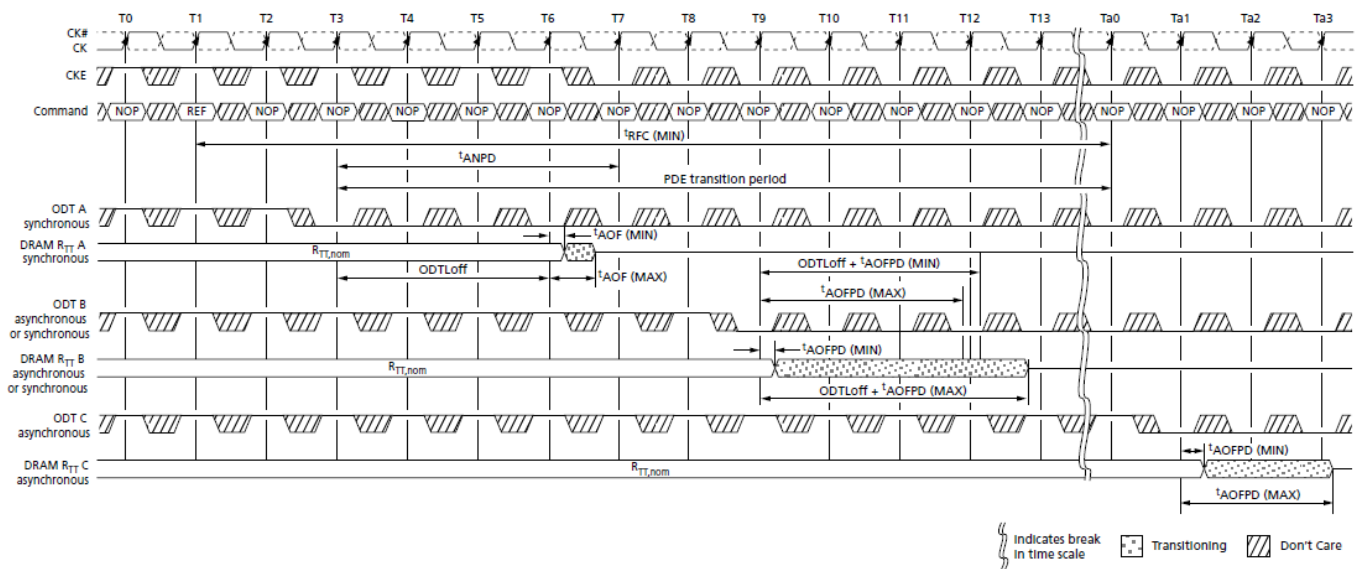 T0 T1 T2 T3 T4 T5 T6 T7 T8 T9 T10 T11 T12 T13 Ta0 Ta1 Ta2 Ta3
CK#
CK
CKE
Command NOP REF NOP NOP NOP NOP NOP NOP NOP NOP NOP NOP NOP NOP NOP NOP NOP NOP
tRFC (MIN)
tANPD
PDE transition period
ODT A
synchronous
tAOF (MIN)
DRAM RTT A
synchronous
RTT,nom
ODTLoff
tAOF (MAX)
ODTLoff + tAOFPD (MIN)
tAOFPD (MAX)
ODT B
asynchronous
or synchronous
tAOFPD (MIN)
DRAM RTT B
asynchronous
or synchronous
RTT,nom
ODTLoff + tAOFPD (MAX)
ODT C
asynchronous
tAOFPD (MIN)
DRAM RTT C
asynchronous
RTT,nom
tAOFPD (MAX)
Indicates break
in time scale
Transitioning
Don't Care